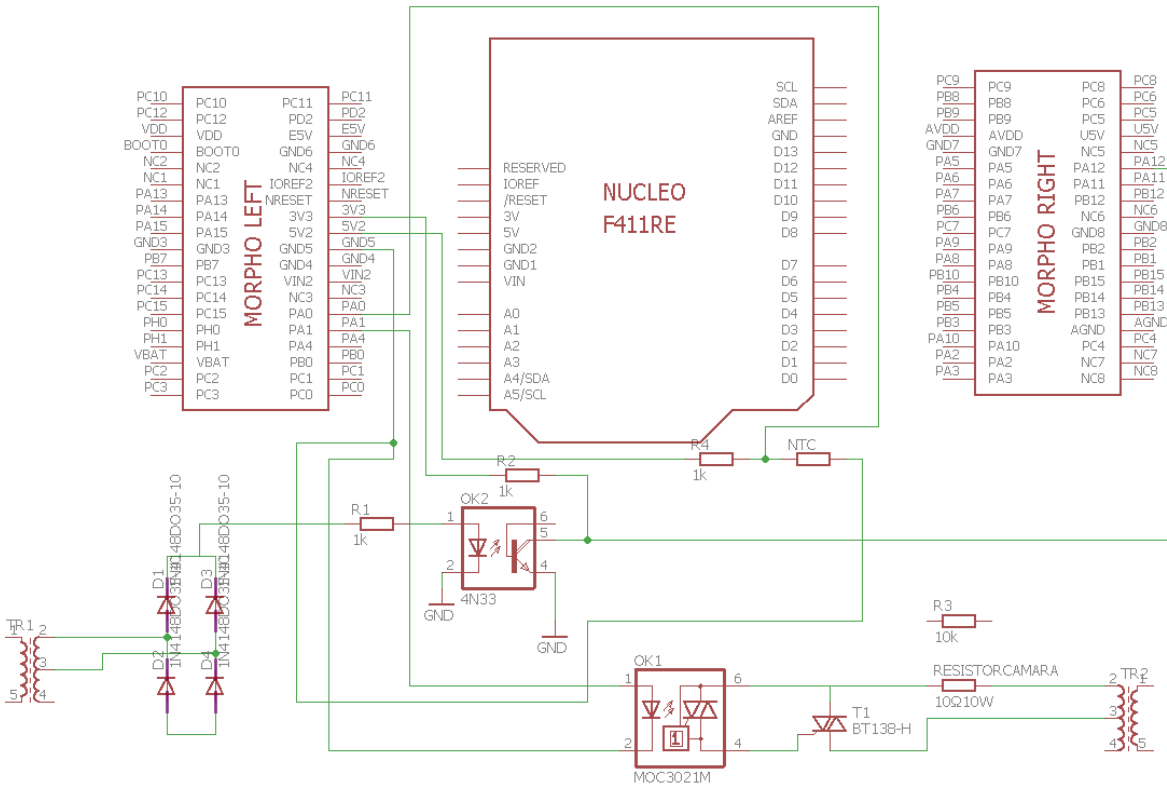 MORPHO LEFT
PC10 PC10 PC11 PC11
PC12 PC12 PD2 PD2
VDD VDD E5V E5V
BOOT0 BOOT0 GND6 GND6
NC2 NC2 NC4 NC4
NC1 NC1 IOREF2 IOREF2
PA13 PA13 NRESET NRESET
PA14 PA14 3V3 3V3
PA15 PA15 5V2 5V2
GND3 GND3 GND5 GND5
PB7 PB7 GND4 GND4
PC13 PC13 VIN2 VIN2
PC14 PC14 NC3 NC3
PC15 PC15 PA0 PA0
PH0 PH0 PA1 PA1
PH1 PH1 PA4 PA4
VBAT VBAT PB0 PB0
PC2 PC2 PC1 PC1
PC3 PC3 PC0 PC0
NUCLEO
F411RE
RESERVED
IOREF
/RESET
3V
5V
GND2
GND1
VIN
A0
A1
A2
A3
A4/SDA
A5/SCL
SCL
SDA
AREF
GND
D13
D12
D11
D10
D9
D8
D7
D6
D5
D4
D3
D2
D1
D0
MORPHO RIGHT
PC9 PC9 PC8 PC8
PB8 PB8 PC6 PC6
PB9 PB9 PC5 PC5
AVDD AVDD U5V U5V
GND7 GND7 NC5 NC5
PA5 PA5 PA12 PA12
PA6 PA6 PA11 PA11
PA7 PA7 PB12 PB12
PB6 PB6 NC6 NC6
PC7 PC7 GND8 GND8
PA9 PA9 PB2 PB2
PA8 PA8 PB1 PB1
PB10 PB10 PB15 PB15
PB4 PB4 PB14 PB14
PB5 PB5 PB13 PB13
PB3 PB3 AGND AGND
PA10 PA10 PC4 PC4
PA2 PA2 NC7 NC7
PA3 PA3 NC8 NC8
R4
1k
NTC
R2
1k
R1
1k
OK2
1
2
6
5
4
4N33
GND
GND
D1
D3
D2
D4
1N4148DO35-10
1N4148DO35-10
TR1
1
5
2
3
4
R3
10k
OK1
1
2
6
4
1
MOC3021M
RESISTORCAMARA
10Ω10W
T1
BT138-H
TR2
2
3
4
1
5